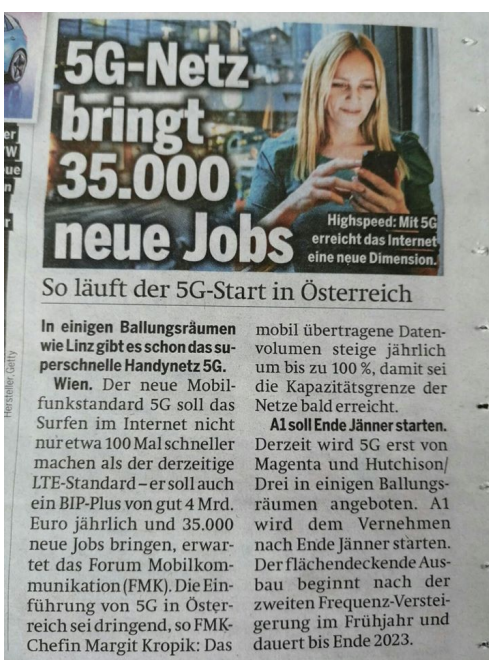 5G-Netz
bringt
35.000
neue Jobs
Highspeed: Mit 5G
erreicht das Internet
eine neue Dimension.
So läuft der 5G-Start in Österreich
In einigen Ballungsräumen
wie Linz gibt es schon das su-
perschnelle Handynetz 5G.
Wien. Der neue Mobil-
funkstandard 5G soll das
Surfen im Internet nicht
nur etwa 100 Mal schneller
machen als der derzeitige
LTE-Standard – er soll auch
ein BIP-Plus von gut 4 Mrd.
Euro jährlich und 35.000
neue Jobs bringen, erwar-
tet das Forum Mobilkom-
munikation (FMK). Die Ein-
führung von 5G in Öster-
reich sei dringend, so FMK-
Chefin Margit Kropik: Das
mobil übertragene Daten-
volumen steige jährlich
um bis zu 100 %, damit sei
die Kapazitätsgrenze der
Netze bald erreicht.
A1 soll Ende Jänner starten.
Derzeit wird 5G erst von
Magenta und Hutchison/
Drei in einigen Ballungs-
räumen angeboten. A1
wird dem Vernehmen
nach Ende Jänner starten.
Der flächendeckende Aus-
bau beginnt nach der
zweiten Frequenz-Verstei-
gerung im Frühjahr und
dauert bis Ende 2023.
Hersteller, Getty
er
W
ue
n
r